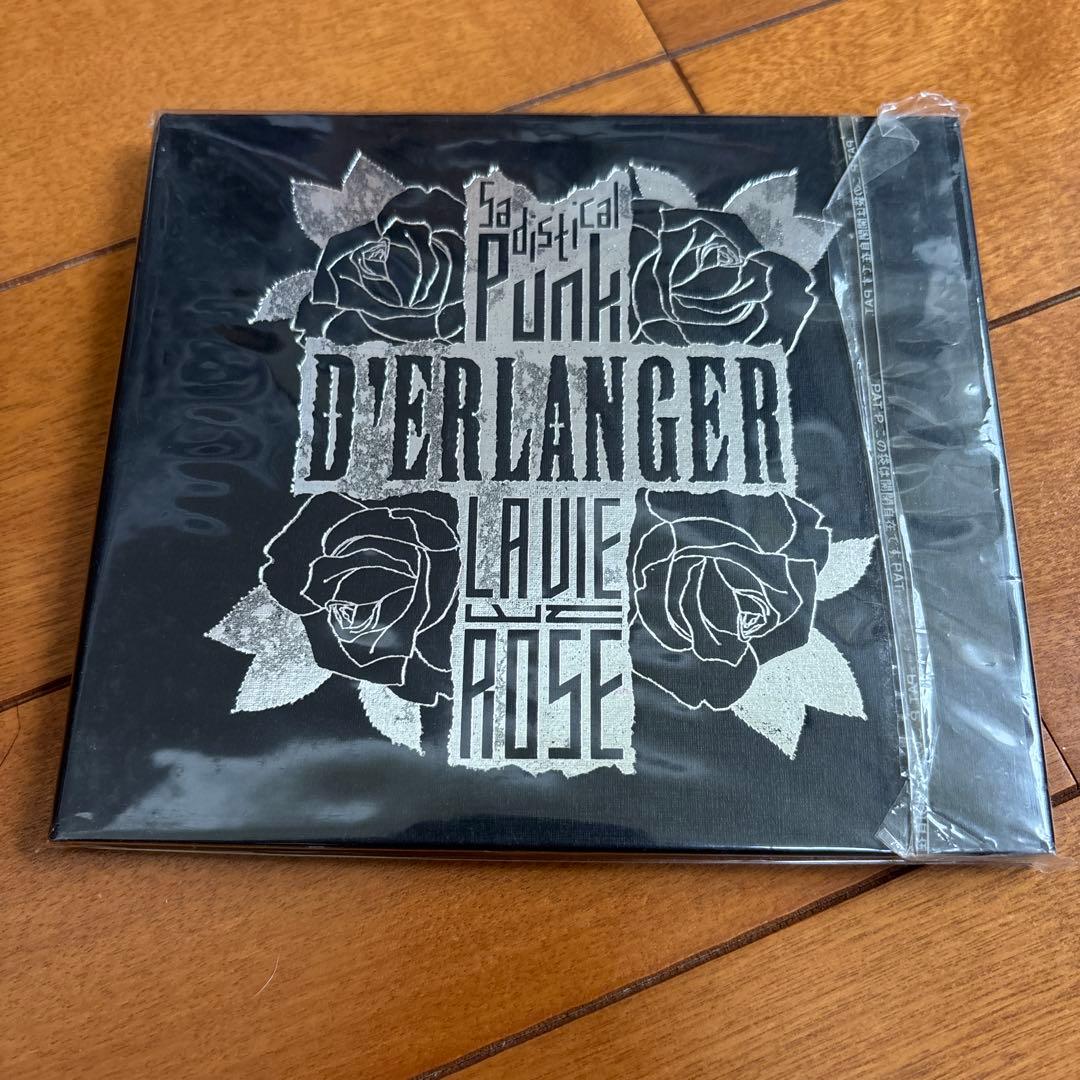 Sadistical
Punk
D'ERLANGER
LA VIE
EN
ROSE